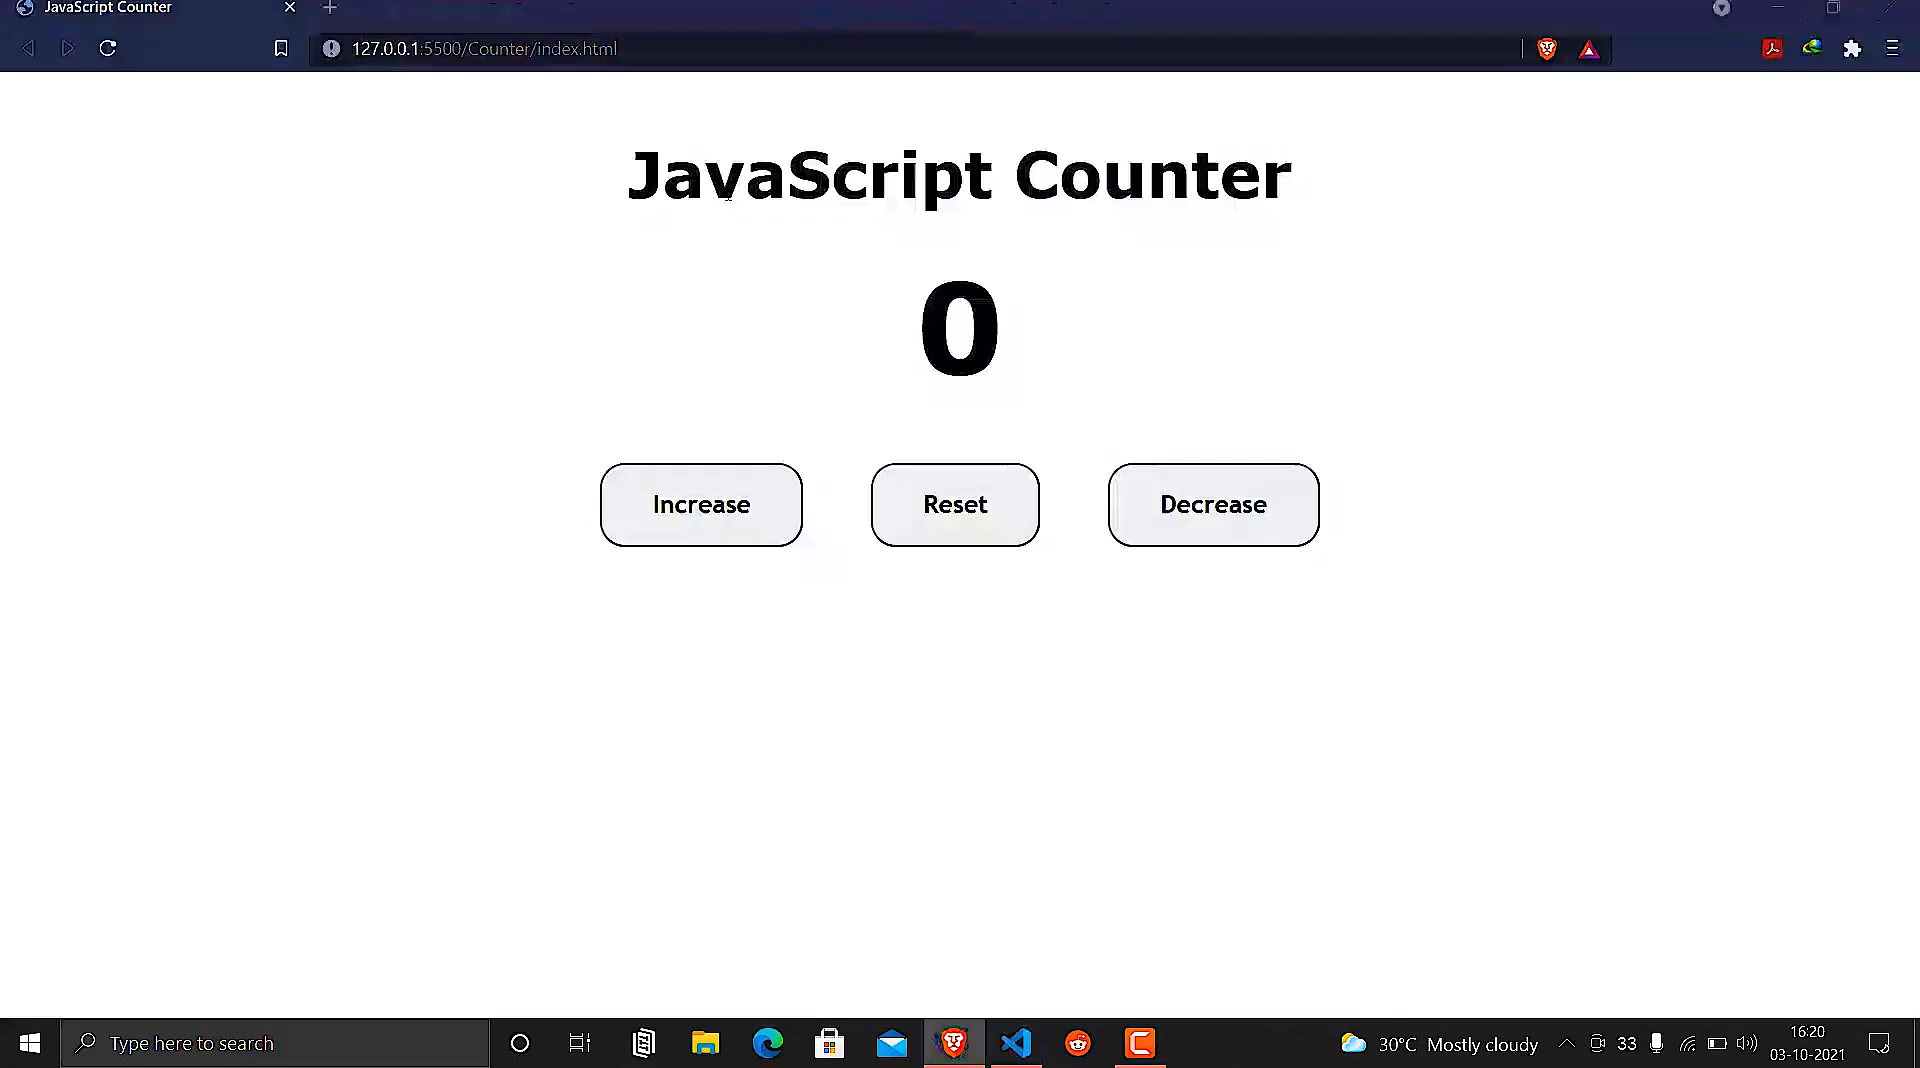 JavaScript Counter
127.0.0.1:5500/Counter/index.html
JavaScript Counter
0
Increase
Reset
Decrease
Type here to search
30°C Mostly cloudy
33
16:20
03-10-2021